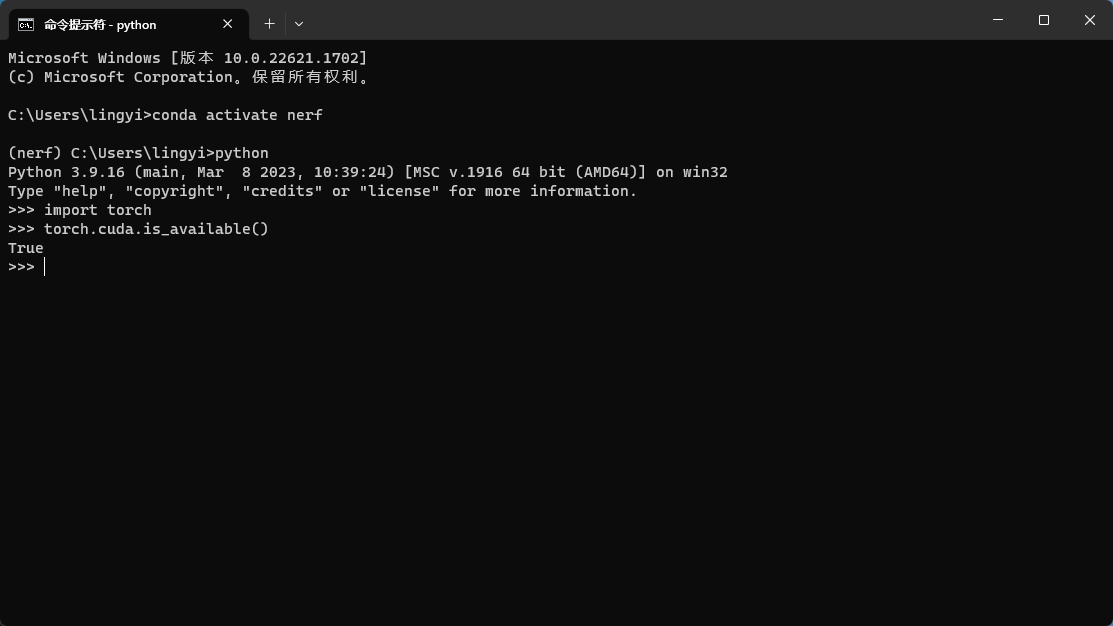 命令提示符 - python
Microsoft Windows [版本 10.0.22621.1702]
(c) Microsoft Corporation。保留所有权利。
C:\Users\lingyi>conda activate nerf
(nerf) C:\Users\lingyi>python
Python 3.9.16 (main, Mar  8 2023, 10:39:24) [MSC v.1916 64 bit (AMD64)] on win32
Type "help", "copyright", "credits" or "license" for more information.
>>> import torch
>>> torch.cuda.is_available()
True
>>>